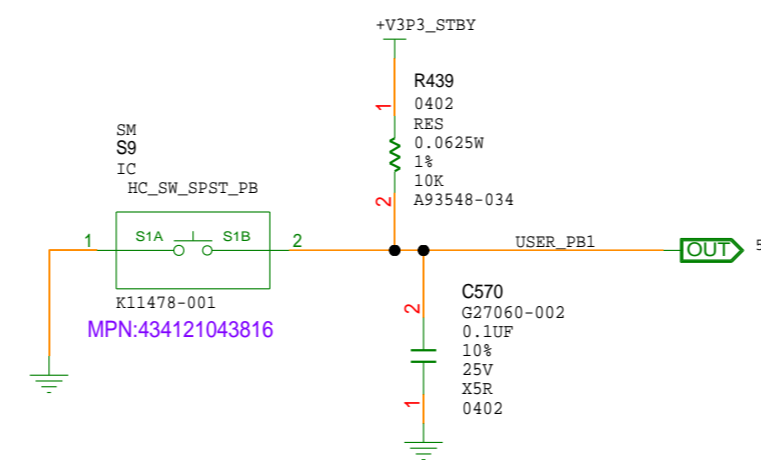 +V3P3_STBY
R439
1
0402
RES
0.0625W
1%
10K
2
A93548-034
SM
S9
IC
HC_SW_SPST_PB
1
S1A
S1B
2
USER_PB1
OUT
K11478-001
MPN:434121043816
C570
2
G27060-002
0.1UF
10%
25V
X5R
1
0402